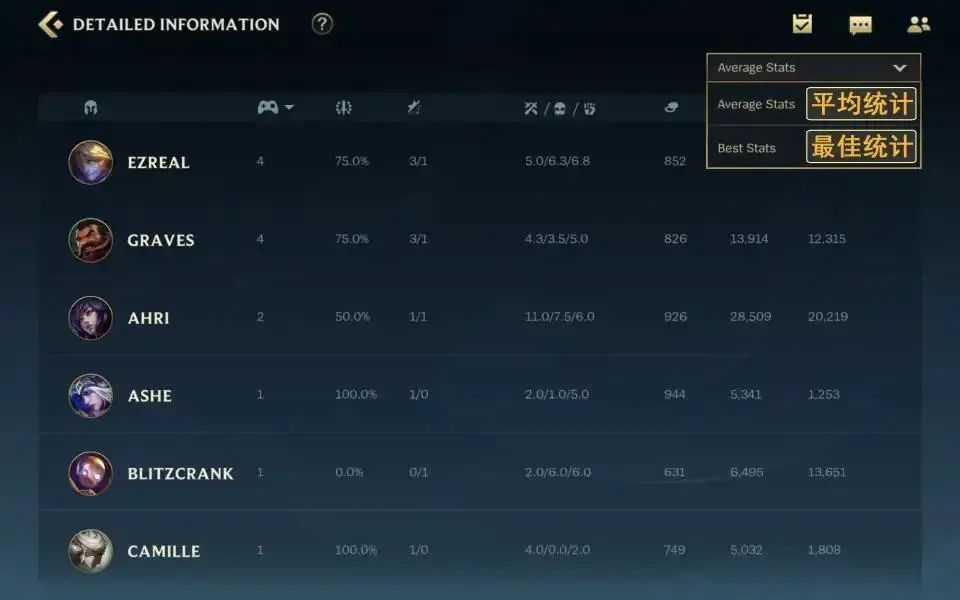 DETAILED INFORMATION ?
Average Stats
Average Stats 平均统计
Best Stats 最佳统计
/ /
EZREAL 4 75.0% 3/1 5.0/6.3/6.8 852
GRAVES 4 75.0% 3/1 4.3/3.5/5.0 826 13,914 12,315
AHRI 2 50.0% 1/1 11.0/7.5/6.0 926 28,509 20,219
ASHE 1 100.0% 1/0 2.0/1.0/5.0 944 5,341 1,253
BLITZCRANK 1 0.0% 0/1 2.0/6.0/6.0 631 6,495 13,651
CAMILLE 1 100.0% 1/0 4.0/0.0/2.0 749 5,032 1,808